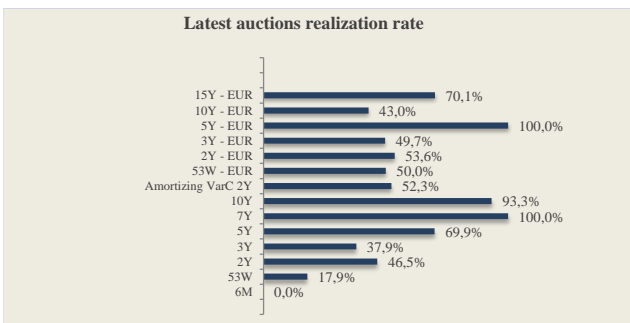 Latest auctions realization rate
15Y - EUR 70,1%
10Y - EUR 43,0%
5Y - EUR 100,0%
3Y - EUR 49,7%
2Y - EUR 53,6%
53W - EUR 50,0%
Amortizing VarC 2Y 52,3%
10Y 93,3%
7Y 100,0%
5Y 69,9%
3Y 37,9%
2Y 46,5%
53W 17,9%
6M 0,0%